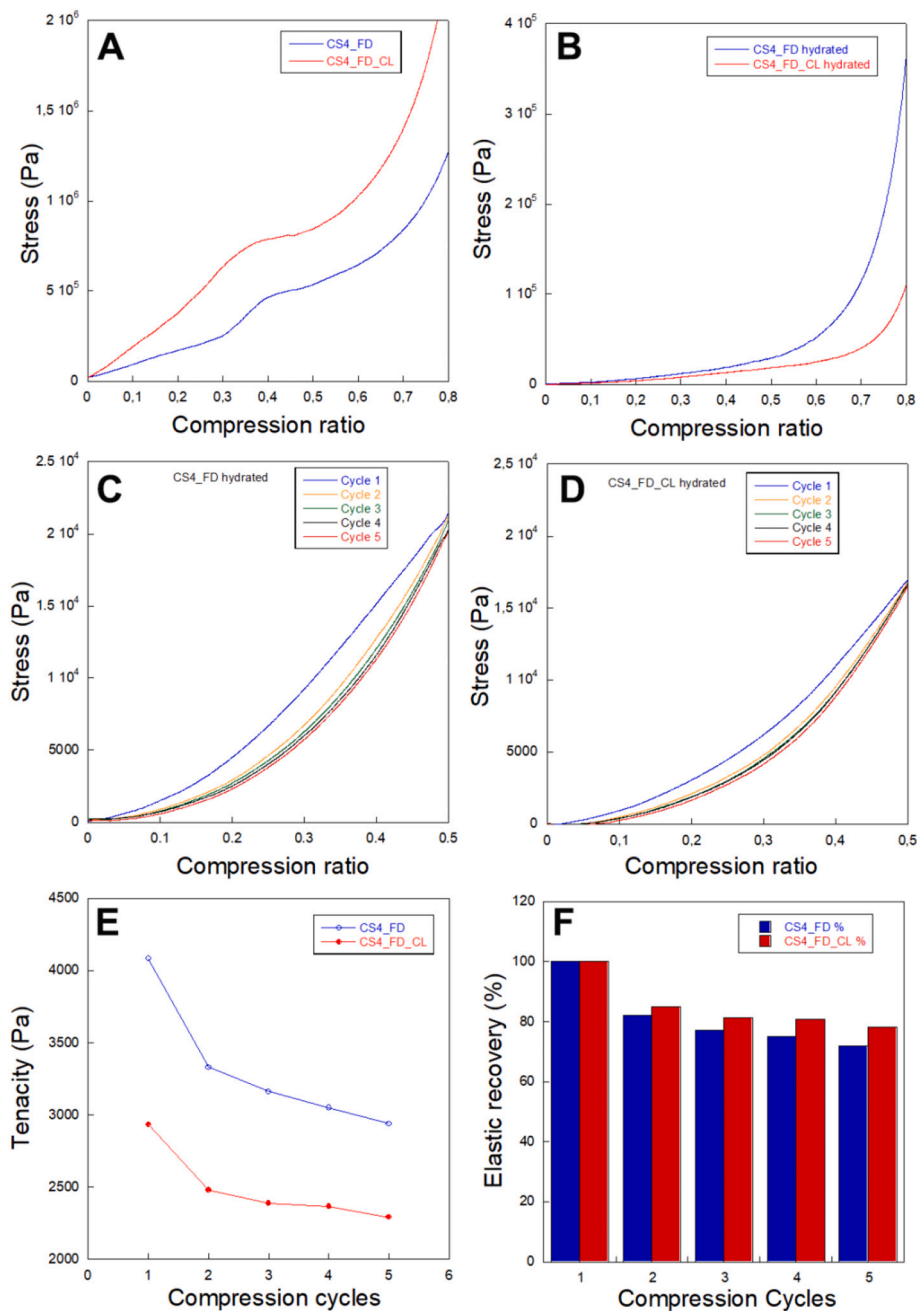 A
CS4_FD
CS4_FD_CL
2 10⁶
1,5 10⁶
1 10⁶
5 10⁵
0
Stress (Pa)
0 0,1 0,2 0,3 0,4 0,5 0,6 0,7 0,8
Compression ratio
B
CS4_FD hydrated
CS4_FD_CL hydrated
4 10⁵
3 10⁵
2 10⁵
1 10⁵
0
Stress (Pa)
0 0,1 0,2 0,3 0,4 0,5 0,6 0,7 0,8
Compression ratio
C
CS4_FD hydrated
Cycle 1
Cycle 2
Cycle 3
Cycle 4
Cycle 5
2,5 10⁴
2 10⁴
1,5 10⁴
1 10⁴
5000
0
Stress (Pa)
0 0,1 0,2 0,3 0,4 0,5
Compression ratio
D
CS4_FD_CL hydrated
Cycle 1
Cycle 2
Cycle 3
Cycle 4
Cycle 5
2,5 10⁴
2 10⁴
1,5 10⁴
1 10⁴
5000
0
Stress (Pa)
0 0,1 0,2 0,3 0,4 0,5
Compression ratio
E
CS4_FD
CS4_FD_CL
4500
4000
3500
3000
2500
2000
Tenacity (Pa)
0 1 2 3 4 5 6
Compression cycles
F
CS4_FD %
CS4_FD_CL %
120
100
80
60
40
20
0
Elastic recovery (%)
1 2 3 4 5
Compression Cycles